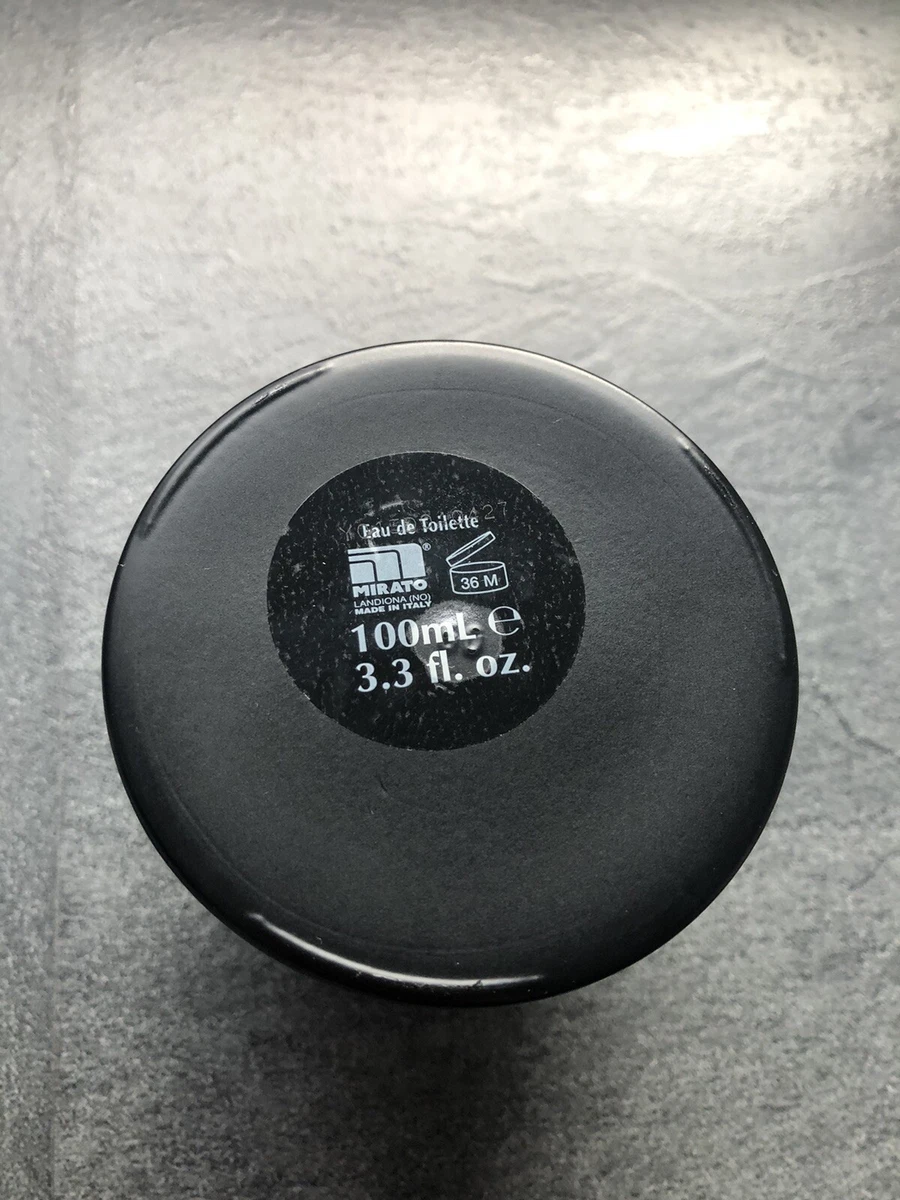 Eau de Toilette
MIRATO®
36 M
LANDIONA (NO)
MADE IN ITALY
100mL ℮
3.3 fl. oz.